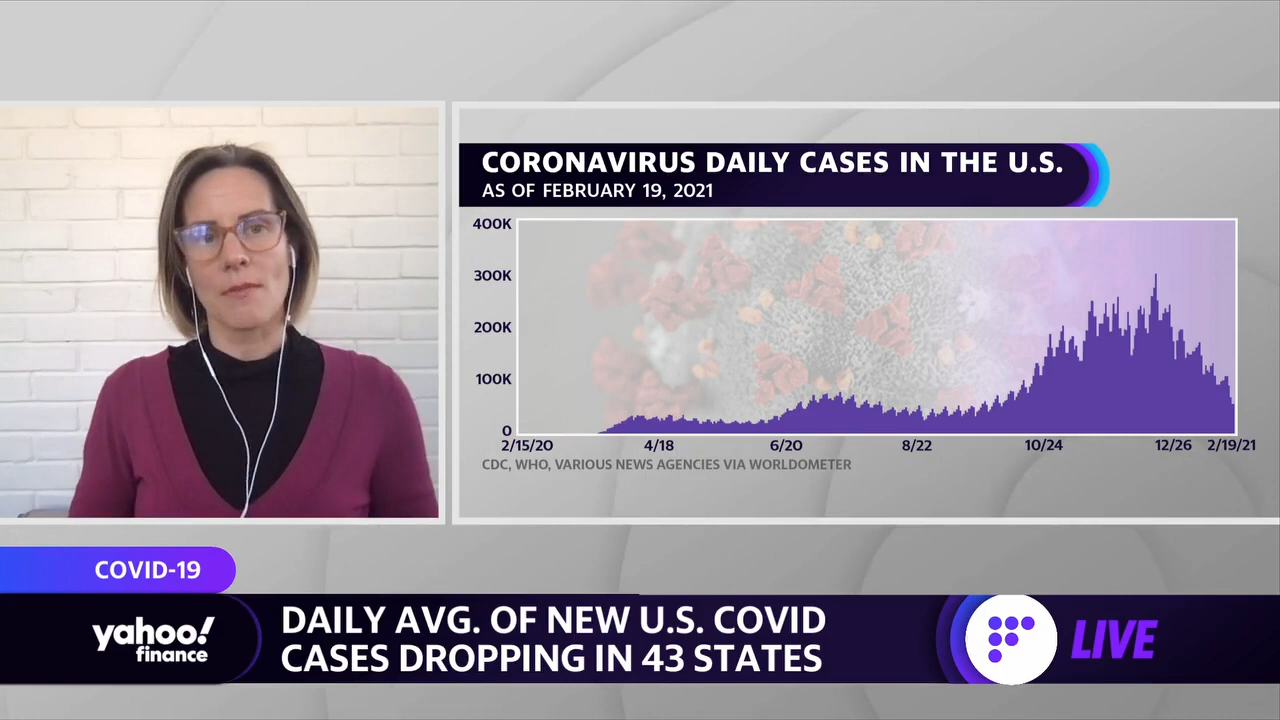 CORONAVIRUS DAILY CASES IN THE U.S.
AS OF FEBRUARY 19, 2021
400K
300K
200K
100K
0
2/15/20 4/18 6/20 8/22 10/24 12/26 2/19/21
CDC, WHO, VARIOUS NEWS AGENCIES VIA WORLDOMETER
COVID-19
yahoo!
finance
DAILY AVG. OF NEW U.S. COVID
CASES DROPPING IN 43 STATES
LIVE